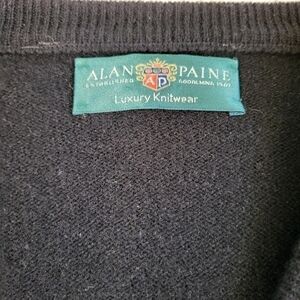 ALAN PAINE
ESTABLISHED GODALMING 1907
Luxury Knitwear